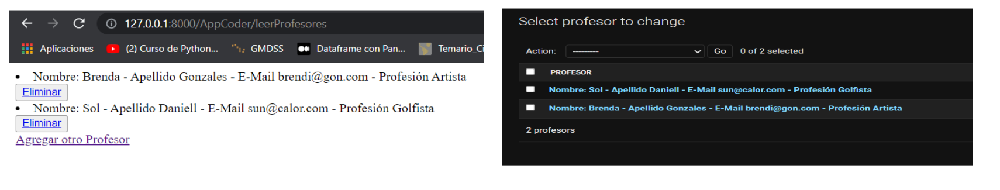 127.0.0.1:8000/AppCoder/leerProfesores
Aplicaciones (2) Curso de Python... GMDSS Dataframe con Pan... Temario_Ci
Nombre: Brenda - Apellido Gonzales - E-Mail brendi@gon.com - Profesión Artista
Eliminar
Nombre: Sol - Apellido Daniell - E-Mail sun@calor.com - Profesión Golfista
Eliminar
Agregar otro Profesor
Select profesor to change
Action: --------- Go 0 of 2 selected
PROFESOR
Nombre: Sol - Apellido Daniell - E-Mail sun@calor.com - Profesión Golfista
Nombre: Brenda - Apellido Gonzales - E-Mail brendi@gon.com - Profesión Artista
2 profesors